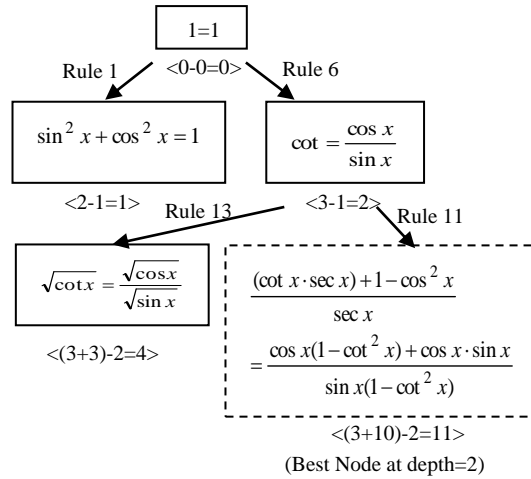 1=1
Rule 1
<0-0=0>
Rule 6
sin² x + cos² x = 1
cot = cos x / sin x
<2-1=1>
<3-1=2>
Rule 13
Rule 11
√cot x = √cos x / √sin x
<(3+3)-2=4>
((cot x · sec x) + 1 − cos² x) / sec x
= (cos x(1 − cot² x) + cos x · sin x) / (sin x(1 − cot² x))
<(3+10)-2=11>
(Best Node at depth=2)